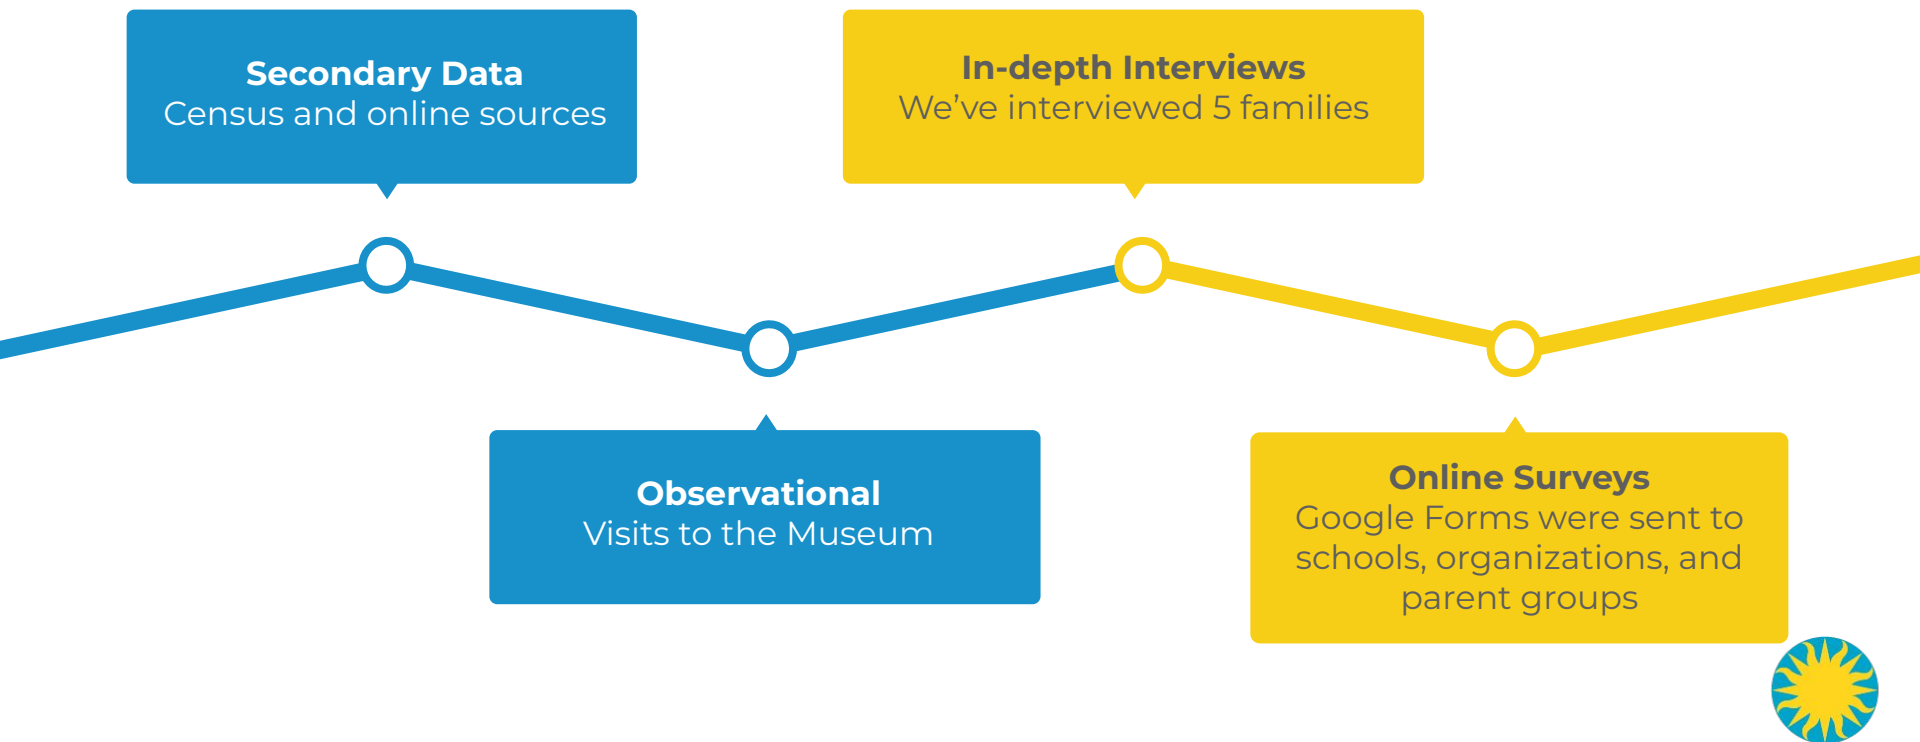 Secondary Data
Census and online sources
In-depth Interviews
We’ve interviewed 5 families
Observational
Visits to the Museum
Online Surveys
Google Forms were sent to
schools, organizations, and
parent groups